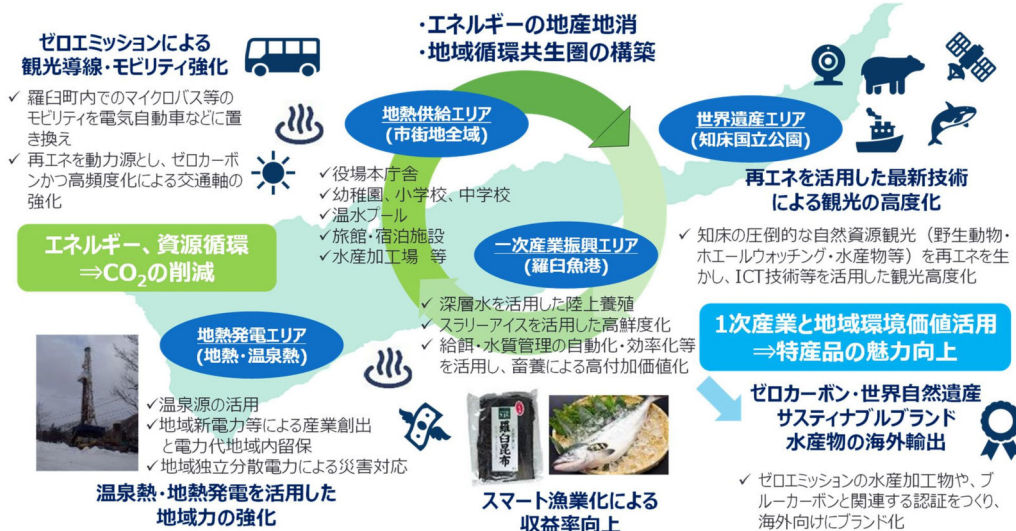 ・エネルギーの地産地消
・地域循環共生圏の構築
ゼロエミッションによる
観光導線・モビリティ強化
✓ 羅臼町内でのマイクロバス等の
モビリティを電気自動車などに置
き換え
✓ 再エネを動力源とし、ゼロカーボ
ンかつ高頻度化による交通軸の
強化
地熱供給エリア
(市街地全域)
✓役場本庁舎
✓幼稚園、小学校、中学校
✓温水プール
✓旅館・宿泊施設
✓水産加工場 等
世界遺産エリア
(知床国立公園)
再エネを活用した最新技術
による観光の高度化
✓ 知床の圧倒的な自然資源観光(野生動物・
ホエールウォッチング・水産物等)を再エネを生
かし、ICT技術等を活用した観光高度化
エネルギー、資源循環
⇒CO₂の削減
一次産業振興エリア
(羅臼魚港)
✓ 深層水を活用した陸上養殖
✓ スラリーアイスを活用した高鮮度化
✓ 給餌・水質管理の自動化・効率化等
を活用し、畜養による高付加価値化
羅臼昆布
スマート漁業化による
収益率向上
地熱発電エリア
(地熱・温泉熱)
✓温泉源の活用
✓地域新電力等による産業創出
と電力代地域内留保
✓地域独立分散電力による災害対応
温泉熱・地熱発電を活用した
地域力の強化
1次産業と地域環境価値活用
⇒特産品の魅力向上
ゼロカーボン・世界自然遺産
サスティナブルブランド
水産物の海外輸出
✓ ゼロエミッションの水産加工物や、ブ
ルーカーボンと関連する認証をつくり、
海外向けにブランド化